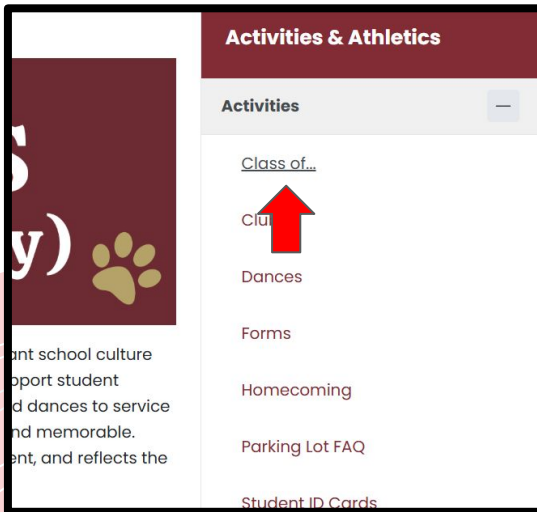 Activities & Athletics
Activities
Class of...
Dances
Forms
Homecoming
Parking Lot FAQ
Student ID Cards
S
y)
ant school culture
pport student
d dances to service
nd memorable.
ent, and reflects the